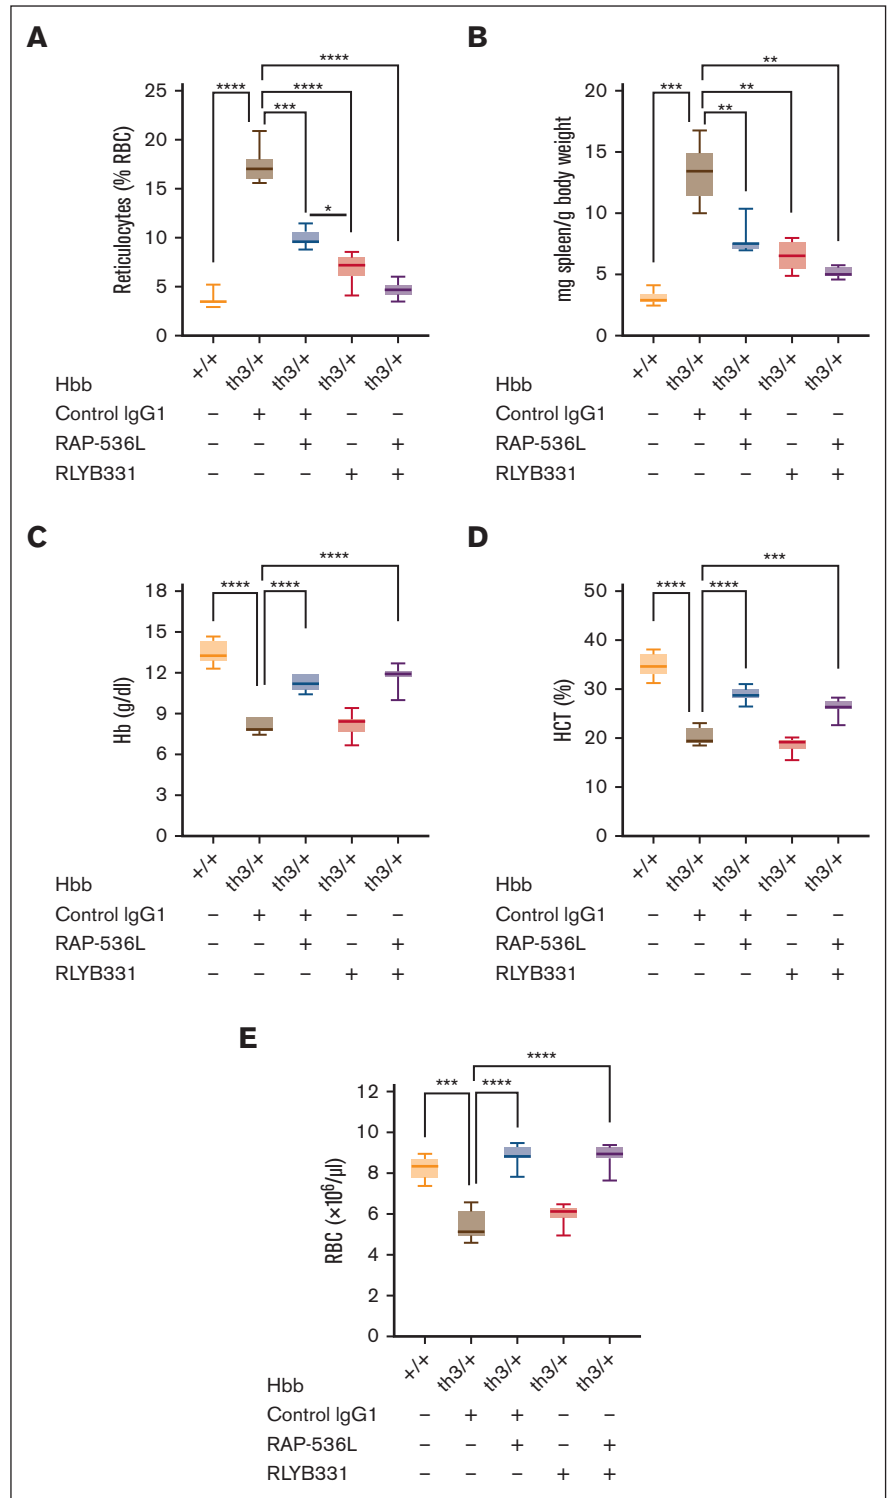 A
****
****
****
***
*
Reticulocytes (% RBC)
25
20
15
10
5
0
+/+ th3/+ th3/+ th3/+ th3/+
Hbb
Control IgG1 – + + – –
RAP-536L – – + – +
RLYB331 – – – + +
B
**
***
**
**
mg spleen/g body weight
20
15
10
5
0
+/+ th3/+ th3/+ th3/+ th3/+
Hbb
Control IgG1 – + + – –
RAP-536L – – + – +
RLYB331 – – – + +
C
****
****
****
Hb (g/dl)
18
15
12
9
6
3
0
+/+ th3/+ th3/+ th3/+ th3/+
Hbb
Control IgG1 – + + – –
RAP-536L – – + – +
RLYB331 – – – + +
D
***
****
****
HCT (%)
50
40
30
20
10
0
+/+ th3/+ th3/+ th3/+ th3/+
Hbb
Control IgG1 – + + – –
RAP-536L – – + – +
RLYB331 – – – + +
E
****
***
****
RBC (×10⁶/µl)
12
10
8
6
4
2
0
+/+ th3/+ th3/+ th3/+ th3/+
Hbb
Control IgG1 – + + – –
RAP-536L – – + – +
RLYB331 – – – + +